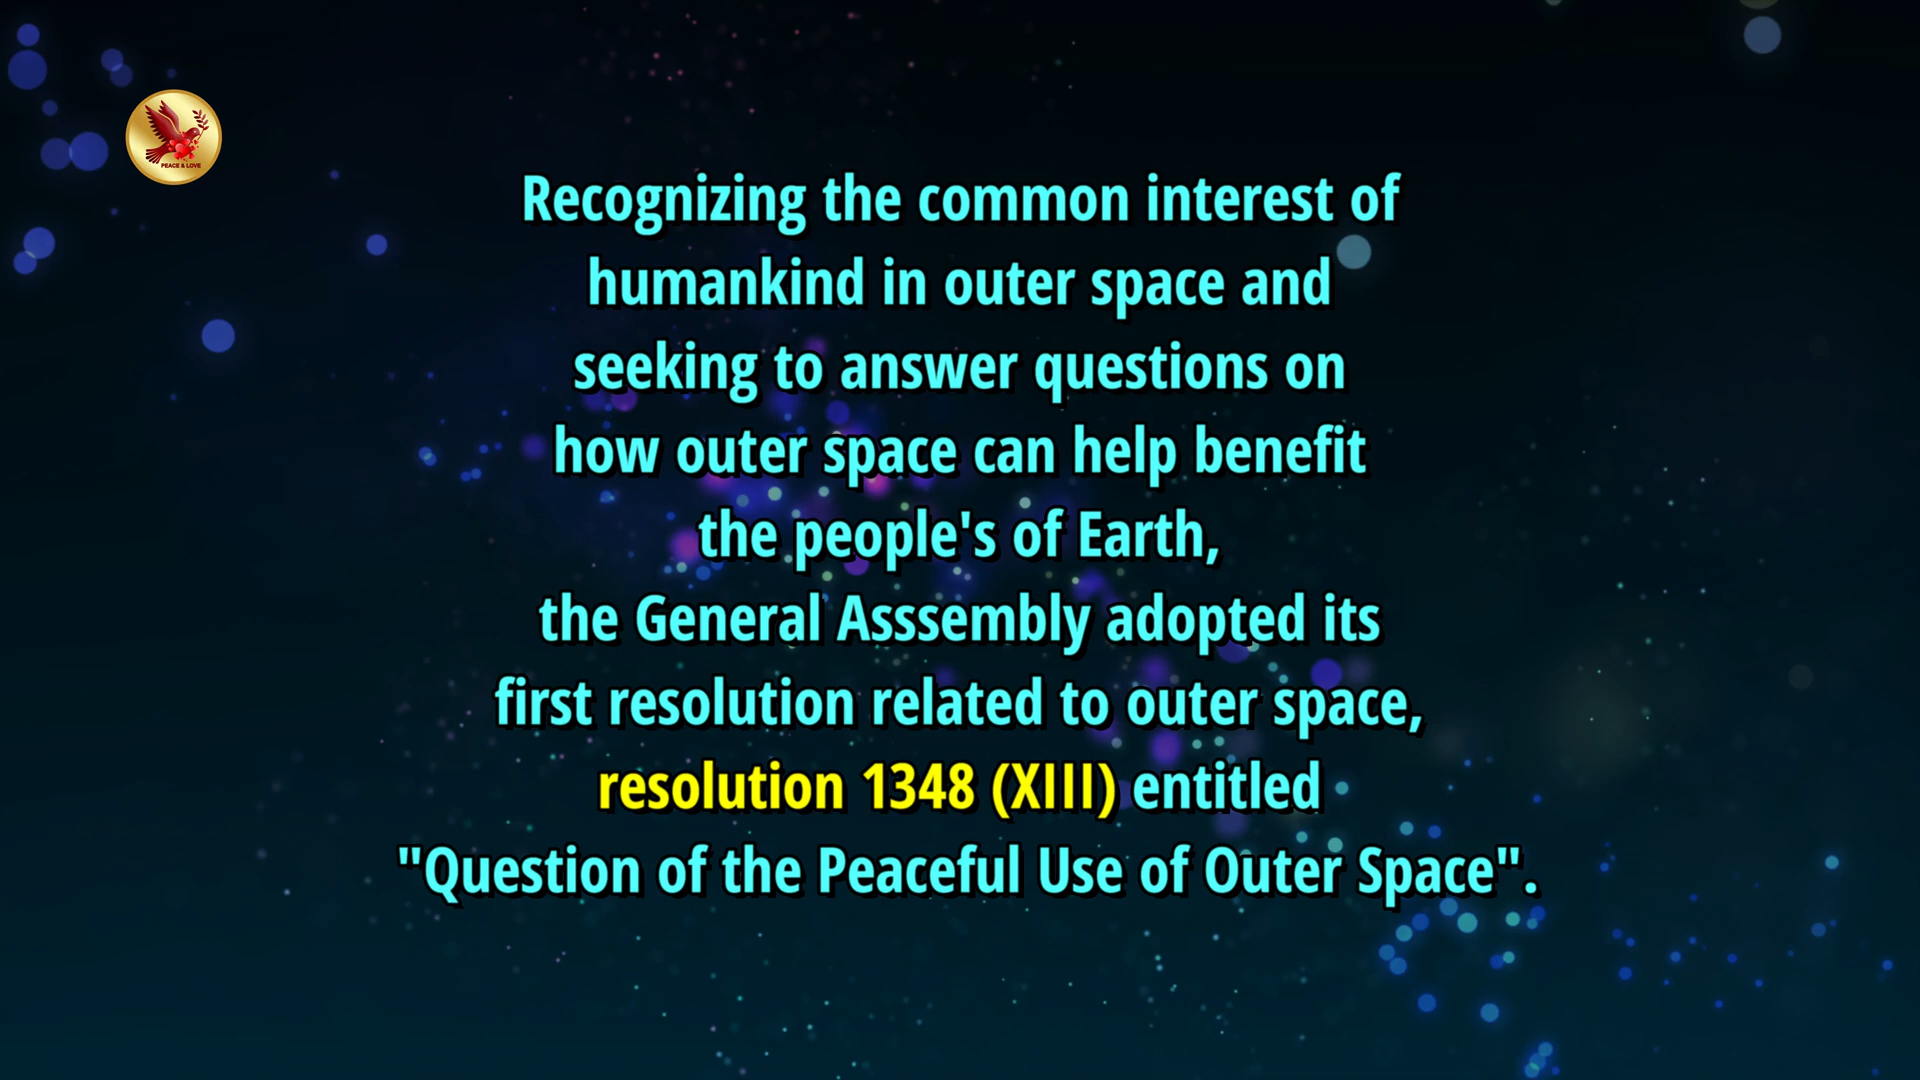 PEACE & LOVE
Recognizing the common interest of
humankind in outer space and
seeking to answer questions on
how outer space can help benefit
the people's of Earth,
the General Asssembly adopted its
first resolution related to outer space,
resolution 1348 (XIII) entitled
"Question of the Peaceful Use of Outer Space".